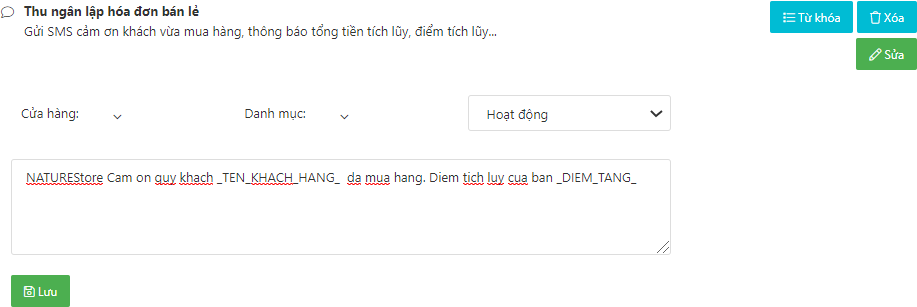 Thu ngân lập hóa đơn bán lẻ
Gửi SMS cảm ơn khách vừa mua hàng, thông báo tổng tiền tích lũy, điểm tích lũy...
Từ khóa
Xóa
Sửa
Cửa hàng:
Danh mục:
Hoạt động
NATUREStore Cam on quy khach _TEN_KHACH_HANG_ da mua hang. Diem tich luy cua ban _DIEM_TANG_
Lưu